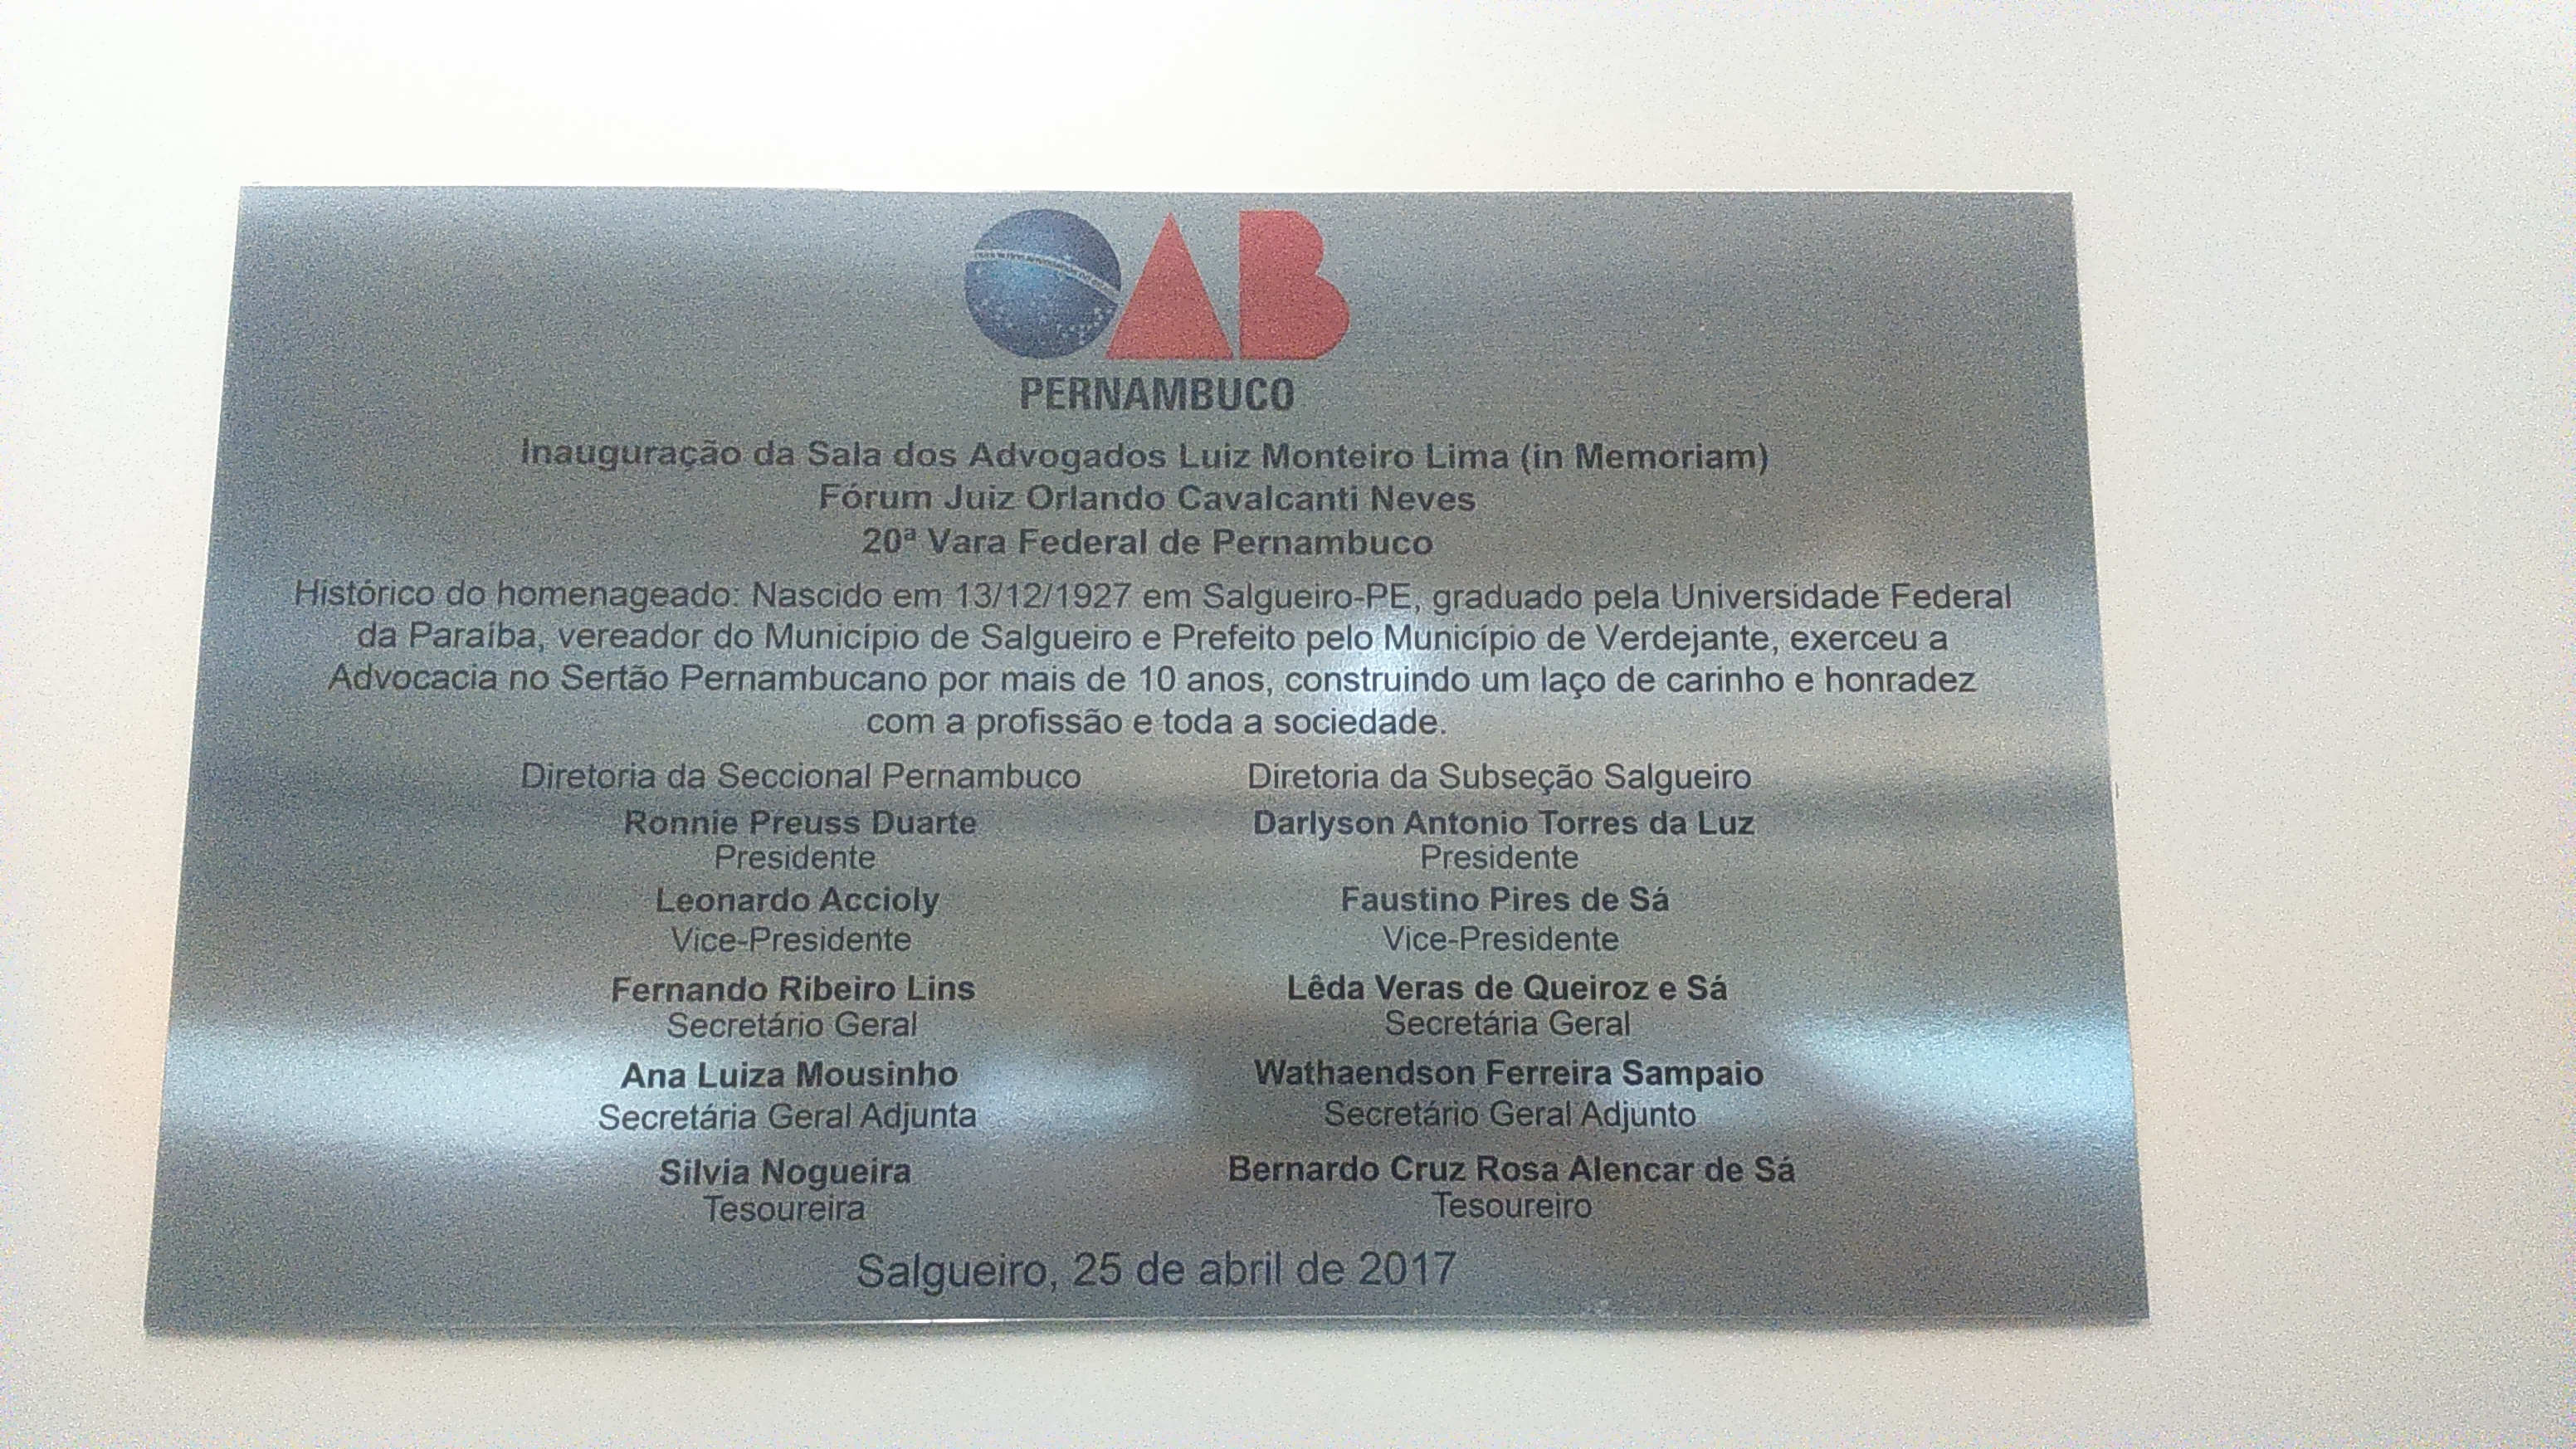 OAB
PERNAMBUCO
Inauguração da Sala dos Advogados Luiz Monteiro Lima (in Memoriam)
Fórum Juiz Orlando Cavalcanti Neves
20ª Vara Federal de Pernambuco
Histórico do homenageado: Nascido em 13/12/1927 em Salgueiro-PE, graduado pela Universidade Federal
da Paraíba, vereador do Município de Salgueiro e Prefeito pelo Município de Verdejante, exerceu a
Advocacia no Sertão Pernambucano por mais de 10 anos, construindo um laço de carinho e honradez
com a profissão e toda a sociedade.
Diretoria da Seccional Pernambuco
Ronnie Preuss Duarte
Presidente
Leonardo Accioly
Vice-Presidente
Fernando Ribeiro Lins
Secretário Geral
Ana Luiza Mousinho
Secretária Geral Adjunta
Silvia Nogueira
Tesoureira
Diretoria da Subseção Salgueiro
Darlyson Antonio Torres da Luz
Presidente
Faustino Pires de Sá
Vice-Presidente
Lêda Veras de Queiroz e Sá
Secretária Geral
Wathaendson Ferreira Sampaio
Secretário Geral Adjunto
Bernardo Cruz Rosa Alencar de Sá
Tesoureiro
Salgueiro, 25 de abril de 2017